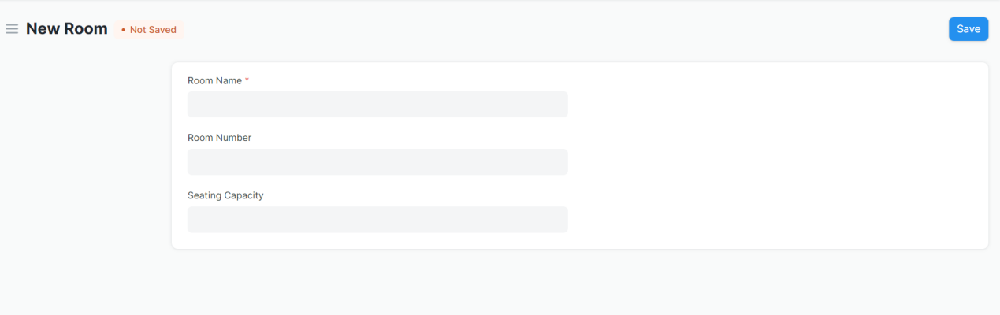 New Room • Not Saved Save
Room Name *
Room Number
Seating Capacity